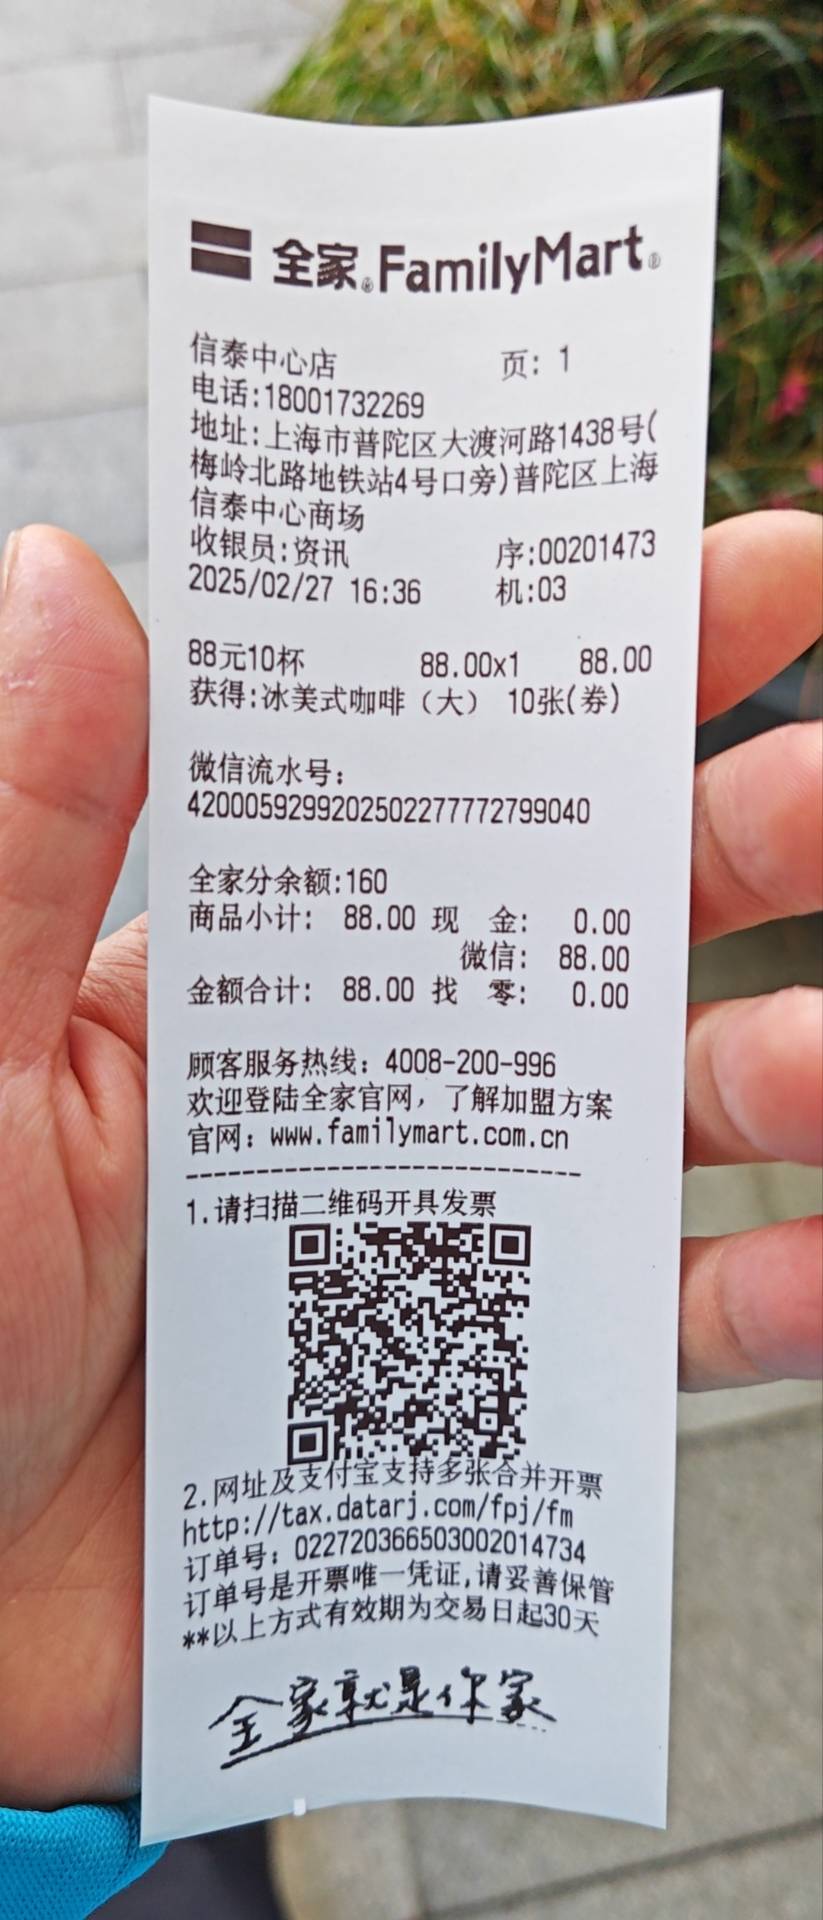 全家 FamilyMart
信泰中心店 页: 1
电话:18001732269
地址:上海市普陀区大渡河路1438号(
梅岭北路地铁站4号口旁)普陀区上海
信泰中心商场
收银员:资讯 序:00201473
2025/02/27 16:36 机:03
88元10杯 88.00x1 88.00
获得:冰美式咖啡（大） 10张(券)
微信流水号:
4200059299202502277772799040
全家分余额:160
商品小计: 88.00 现 金: 0.00
微信: 88.00
金额合计: 88.00 找 零: 0.00
顾客服务热线: 4008-200-996
欢迎登陆全家官网，了解加盟方案
官网: www.familymart.com.cn
------------------------------
1.请扫描二维码开具发票
2.网址及支付宝支持多张合并开票
http://tax.datarj.com/fpj/fm
订单号: 022720366503002014734
订单号是开票唯一凭证,请妥善保管
**以上方式有效期为交易日起30天
全家就是你家